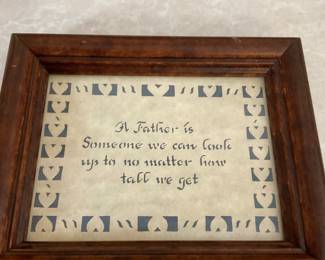 A Father is
Someone we can look
up to no matter how
tall we get